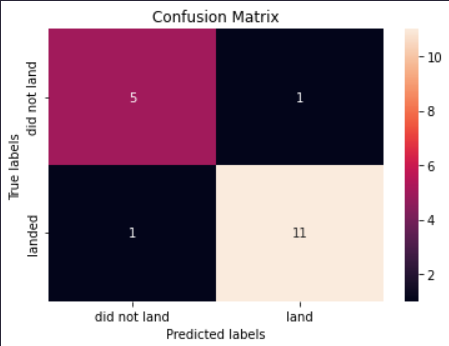 Confusion Matrix
True labels
did not land
landed
5
1
1
11
did not land
land
Predicted labels
10
8
6
4
2